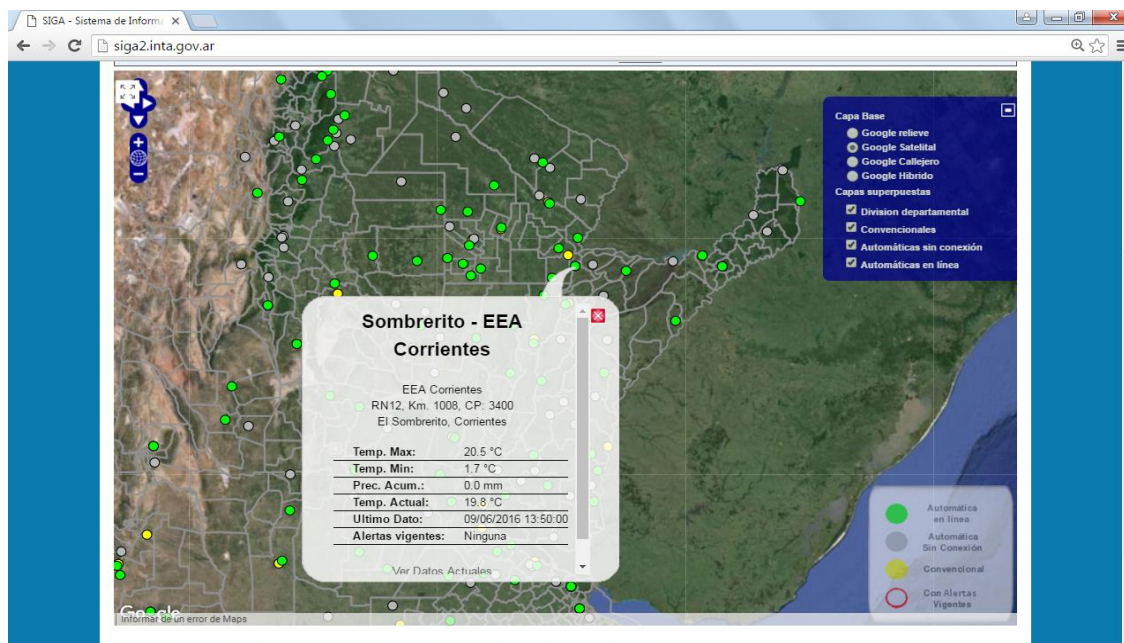 SIGA - Sistema de Inform
siga2.inta.gov.ar
Capa Base
Google relieve
Google Satelital
Google Callejero
Google Hibrido
Capas superpuestas
Division departamental
Convencionales
Automáticas sin conexión
Automáticas en línea
Sombrerito - EEA
Corrientes
EEA Corrientes
RN12, Km. 1008, CP: 3400
El Sombrerito, Corrientes
Temp. Max: 20.5 °C
Temp. Min: 1.7 °C
Prec. Acum.: 0.0 mm
Temp. Actual: 19.8 °C
Ultimo Dato: 09/06/2016 13:50:00
Alertas vigentes: Ninguna
Ver Datos Actuales
Automática
en línea
Automática
Sin Conexión
Convencional
Con Alertas
Vigentes
Google
Informar de un error de Maps